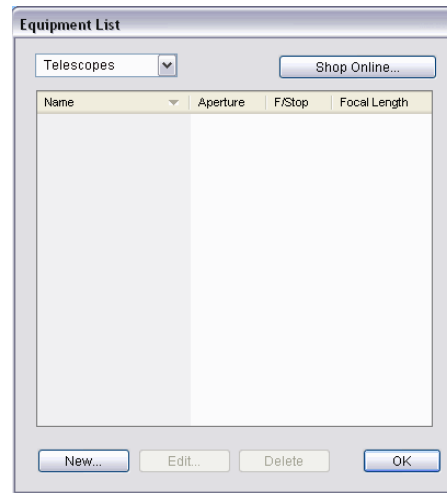 Equipment List
Telescopes Shop Online...
Name Aperture F/Stop Focal Length
New... Edit... Delete OK